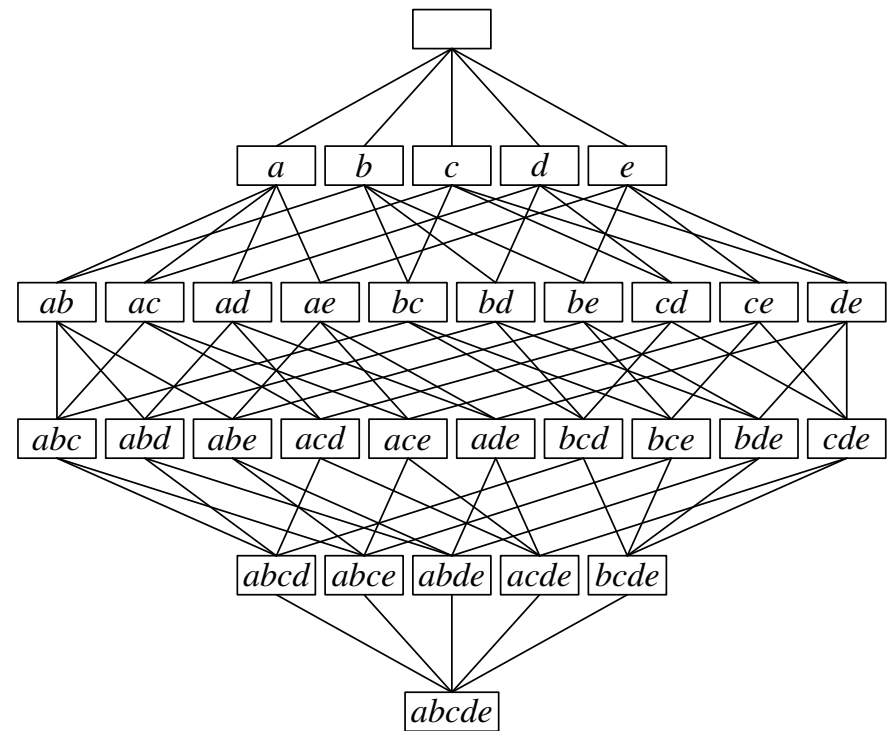 a b c d e
ab ac ad ae bc bd be cd ce de
abc abd abe acd ace ade bcd bce bde cde
abcd abce abde acde bcde
abcde